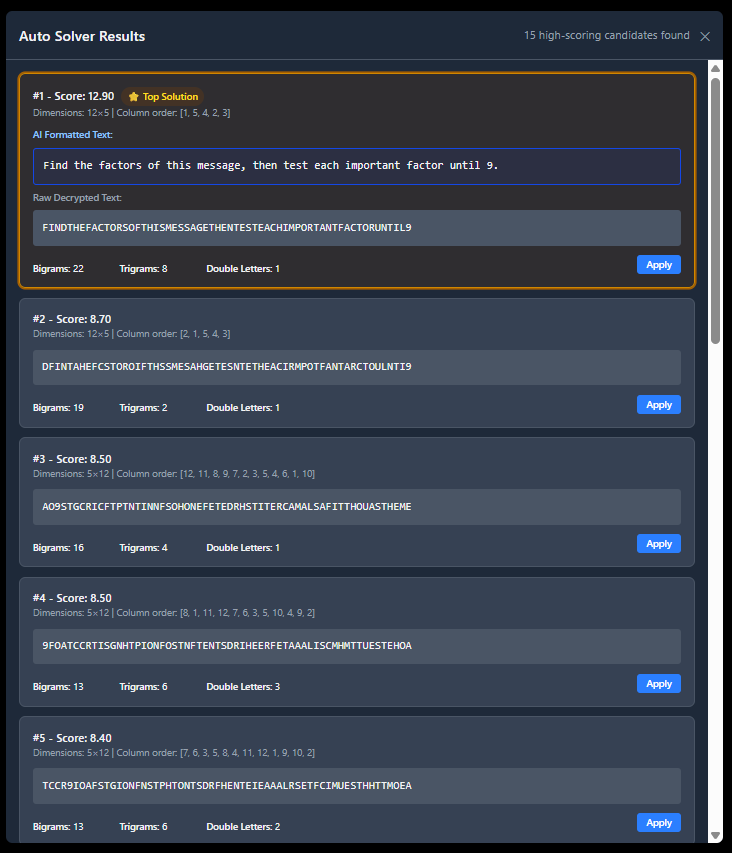 Auto Solver Results
15 high-scoring candidates found
#1 - Score: 12.90 Top Solution
Dimensions: 12×5 | Column order: [1, 5, 4, 2, 3]
AI Formatted Text:
Find the factors of this message, then test each important factor until 9.
Raw Decrypted Text:
FINDTHEFACTORSOFTHISMESSAGETHENTESTEACHIMPORTANTFACTORUNTIL9
Bigrams: 22 Trigrams: 8 Double Letters: 1 Apply
#2 - Score: 8.70
Dimensions: 12×5 | Column order: [2, 1, 5, 4, 3]
DFINTAHEFCSTOROIFTHSSMESAHGETESNTETHEACIRMPOTFANTARCTOULNTI9
Bigrams: 19 Trigrams: 2 Double Letters: 1 Apply
#3 - Score: 8.50
Dimensions: 5×12 | Column order: [12, 11, 8, 9, 7, 2, 3, 5, 4, 6, 1, 10]
AO9STGCRICFTPTNTINNFSOHONEFETEDRHSTITERCAMALSAFITTHOUASTHEME
Bigrams: 16 Trigrams: 4 Double Letters: 1 Apply
#4 - Score: 8.50
Dimensions: 5×12 | Column order: [8, 1, 11, 12, 7, 6, 3, 5, 10, 4, 9, 2]
9FOATCCRTISGNHTPIONFOSTNFTENTSDRIHEERFETAAALISCMHMTTUESTEHOA
Bigrams: 13 Trigrams: 6 Double Letters: 3 Apply
#5 - Score: 8.40
Dimensions: 5×12 | Column order: [7, 6, 3, 5, 8, 4, 11, 12, 1, 9, 10, 2]
TCCR9IOAFSTGIONFNSTPHTONTSDRFHENTEIEAAALRSETFCIMUESTHHTTMOEA
Bigrams: 13 Trigrams: 6 Double Letters: 2 Apply